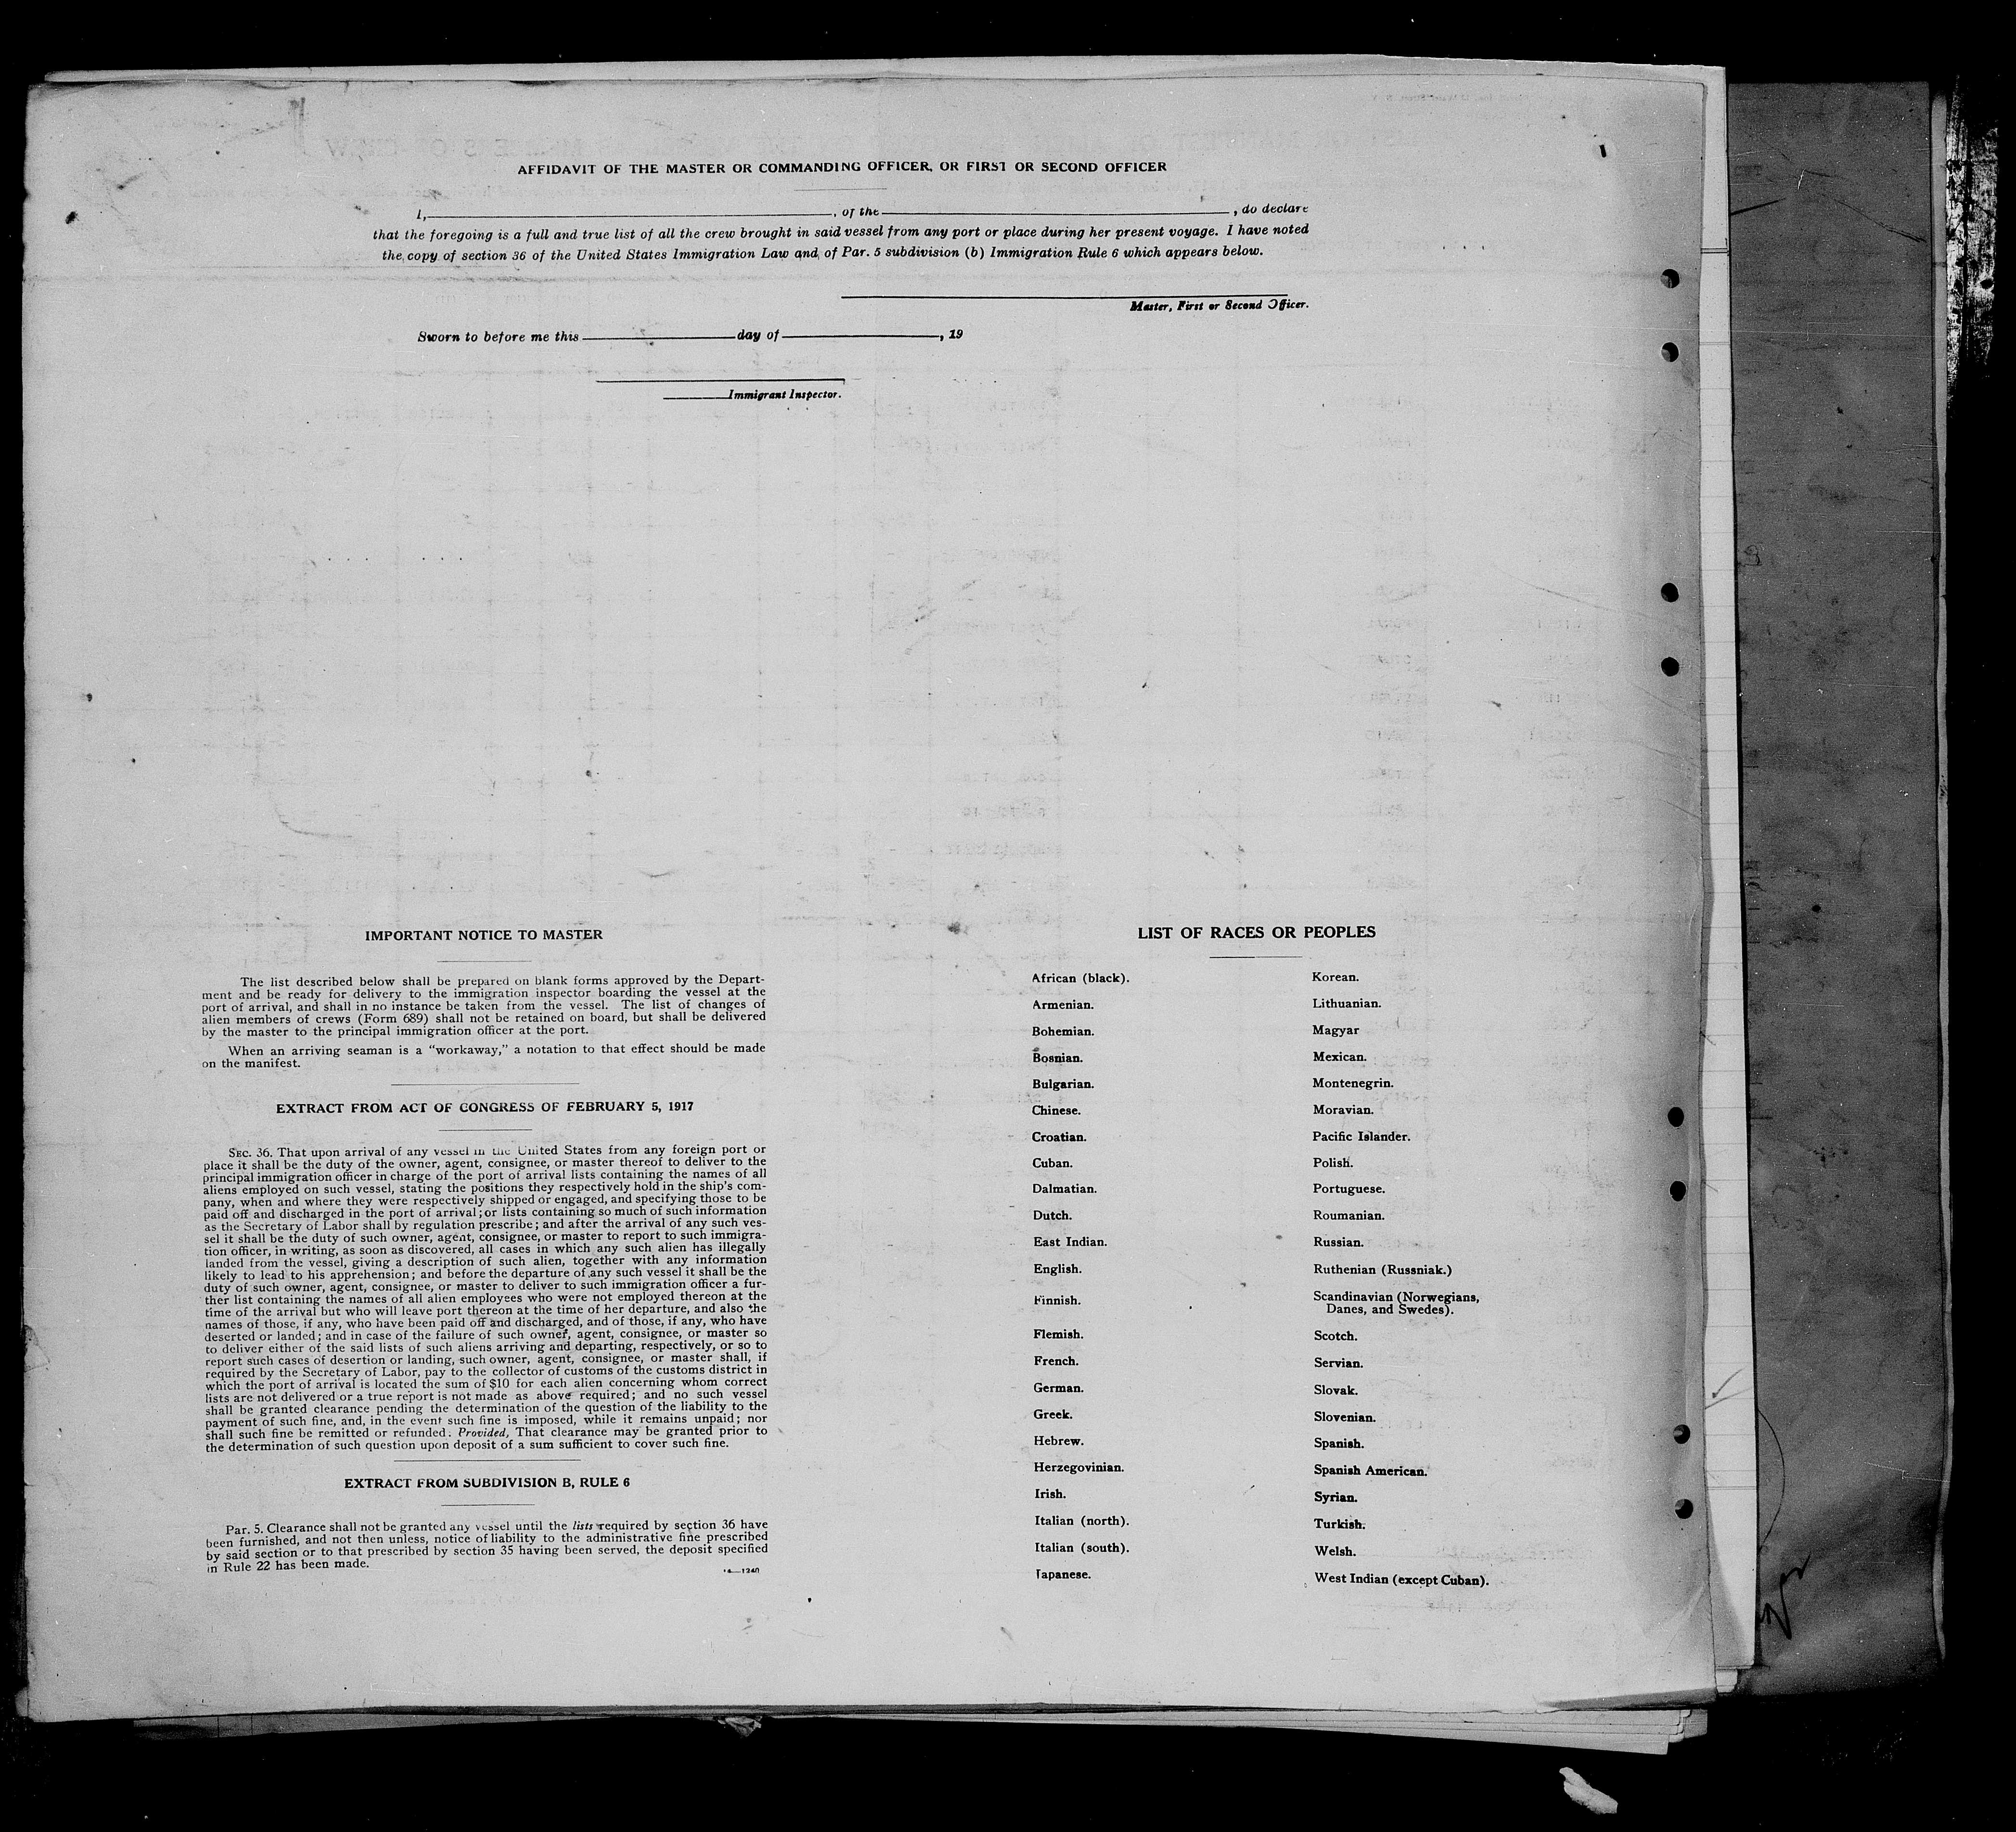 AFFIDAVIT OF THE MASTER OR COMMANDING OFFICER, OR FIRST OR SECOND OFFICER
I, , of the , do declare
that the foregoing is a full and true list of all the crew brought in said vessel from any port or place during her present voyage. I have noted
the copy of section 36 of the United States Immigration Law and of Par. 5 subdivision (b) Immigration Rule 6 which appears below.
Master, First or Second Officer.
Sworn to before me this day of , 19
Immigrant Inspector.
IMPORTANT NOTICE TO MASTER
The list described below shall be prepared on blank forms approved by the Depart-
ment and be ready for delivery to the immigration inspector boarding the vessel at the
port of arrival, and shall in no instance be taken from the vessel. The list of changes of
alien members of crews (Form 689) shall not be retained on board, but shall be delivered
by the master to the principal immigration officer at the port.
When an arriving seaman is a "workaway," a notation to that effect should be made
on the manifest.
EXTRACT FROM ACT OF CONGRESS OF FEBRUARY 5, 1917
SEC. 36. That upon arrival of any vessel in the United States from any foreign port or
place it shall be the duty of the owner, agent, consignee, or master thereof to deliver to the
principal immigration officer in charge of the port of arrival lists containing the names of all
aliens employed on such vessel, stating the positions they respectively hold in the ship's com-
pany, when and where they were respectively shipped or engaged, and specifying those to be
paid off and discharged in the port of arrival; or lists containing so much of such information
as the Secretary of Labor shall by regulation prescribe; and after the arrival of any such ves-
sel it shall be the duty of such owner, agent, consignee, or master to report to such immigra-
tion officer, in writing, as soon as discovered, all cases in which any such alien has illegally
landed from the vessel, giving a description of such alien, together with any information
likely to lead to his apprehension; and before the departure of any such vessel it shall be the
duty of such owner, agent, consignee, or master to deliver to such immigration officer a fur-
ther list containing the names of all alien employees who were not employed thereon at the
time of the arrival but who will leave port thereon at the time of her departure, and also the
names of those, if any, who have been paid off and discharged, and of those, if any, who have
deserted or landed; and in case of the failure of such owner, agent, consignee, or master so
to deliver either of the said lists of such aliens arriving and departing, respectively, or so to
report such cases of desertion or landing, such owner, agent, consignee, or master shall, if
required by the Secretary of Labor, pay to the collector of customs of the customs district in
which the port of arrival is located the sum of $10 for each alien concerning whom correct
lists are not delivered or a true report is not made as above required; and no such vessel
shall be granted clearance pending the determination of the question of the liability to the
payment of such fine, and, in the event such fine is imposed, while it remains unpaid; nor
shall such fine be remitted or refunded. Provided, That clearance may be granted prior to
the determination of such question upon deposit of a sum sufficient to cover such fine.
EXTRACT FROM SUBDIVISION B, RULE 6
Par. 5. Clearance shall not be granted any vessel until the lists required by section 36 have
been furnished, and not then unless, notice of liability to the administrative fine prescribed
by said section or to that prescribed by section 35 having been served, the deposit specified
in Rule 22 has been made.
14—1240
LIST OF RACES OR PEOPLES
African (black).
Armenian.
Bohemian.
Bosnian.
Bulgarian.
Chinese.
Croatian.
Cuban.
Dalmatian.
Dutch.
East Indian.
English.
Finnish.
Flemish.
French.
German.
Greek.
Hebrew.
Herzegovinian.
Irish.
Italian (north).
Italian (south).
Japanese.
Korean.
Lithuanian.
Magyar
Mexican.
Montenegrin.
Moravian.
Pacific Islander.
Polish.
Portuguese.
Roumanian.
Russian.
Ruthenian (Russniak.)
Scandinavian (Norwegians,
Danes, and Swedes).
Scotch.
Servian.
Slovak.
Slovenian.
Spanish.
Spanish American.
Syrian.
Turkish.
Welsh.
West Indian (except Cuban).